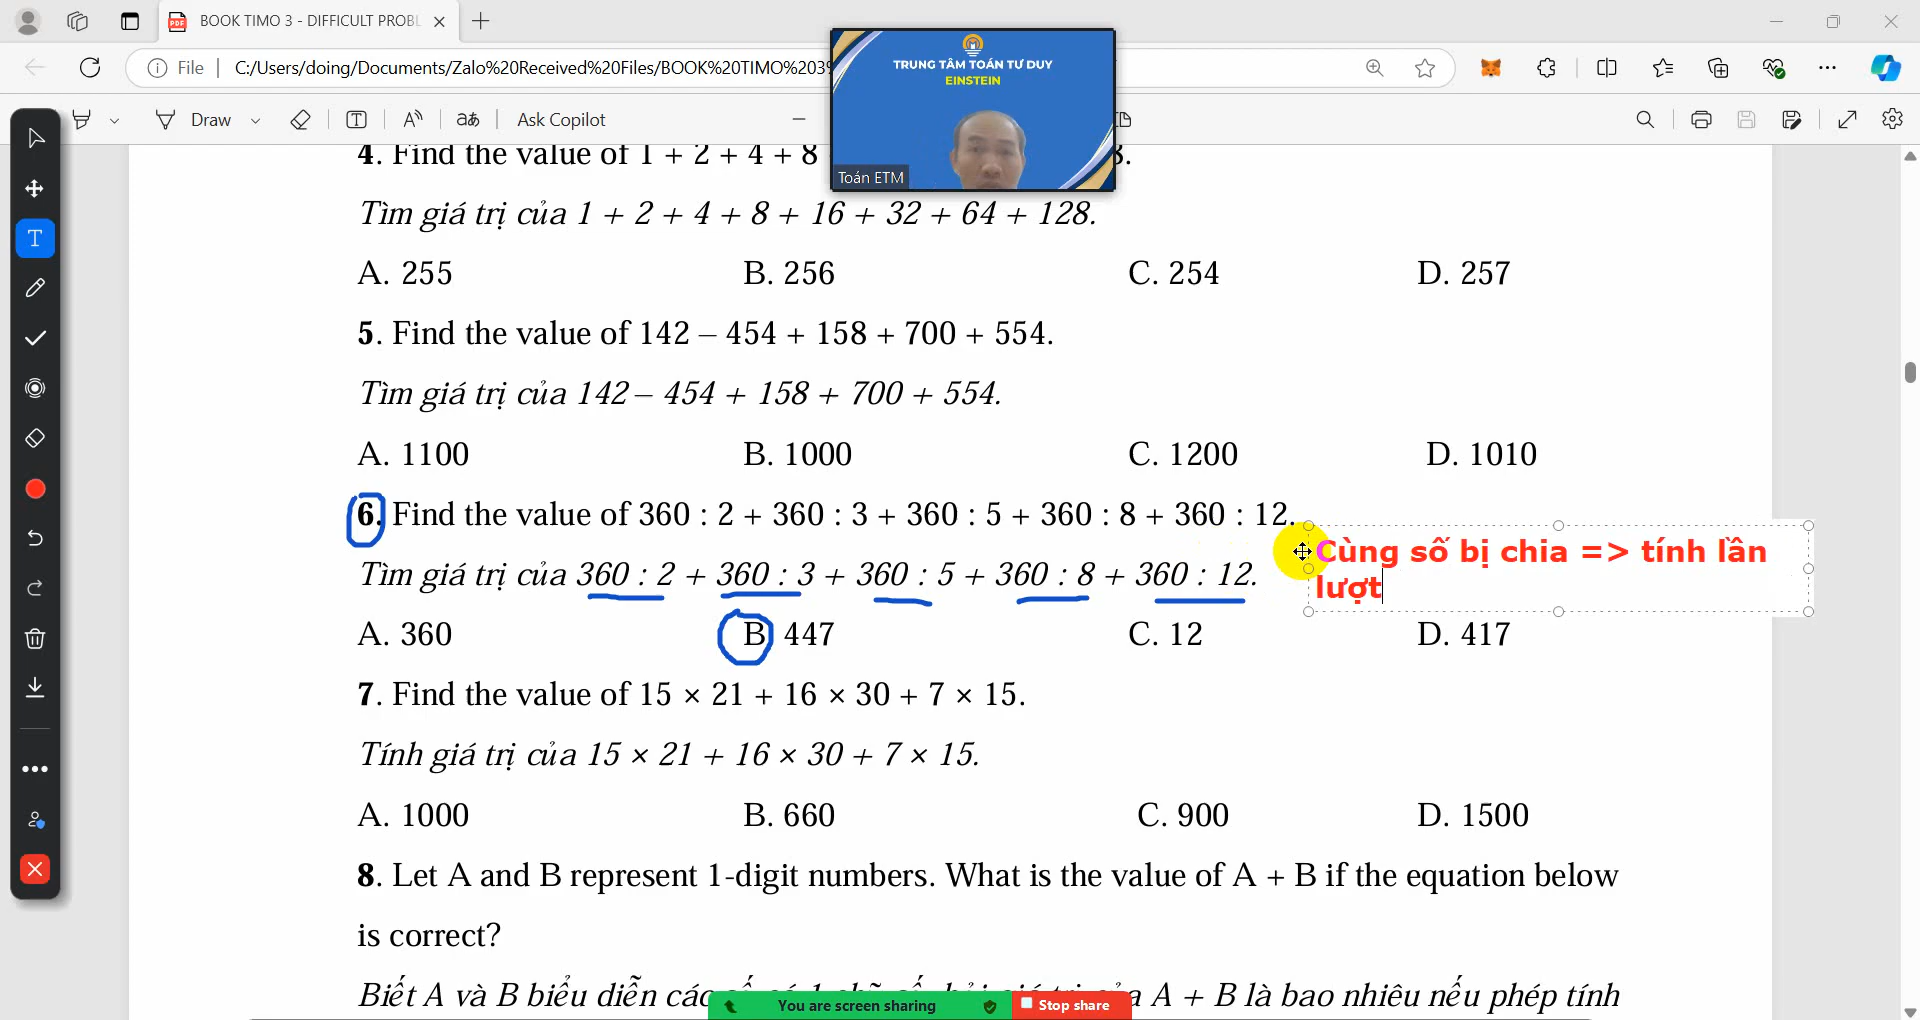 BOOK TIMO 3 - DIFFICULT PROBL
File
C:/Users/doing/Documents/Zalo%20Received%20Files/BOOK%20TIMO%203
Draw
Ask Copilot
TRUNG TÂM TOÁN TƯ DUY
EINSTEIN
Toán ETM
4. Find the value of 1 + 2 + 4 + 8
Tìm giá trị của 1 + 2 + 4 + 8 + 16 + 32 + 64 + 128.
A. 255 B. 256 C. 254 D. 257
5. Find the value of 142 – 454 + 158 + 700 + 554.
Tìm giá trị của 142 – 454 + 158 + 700 + 554.
A. 1100 B. 1000 C. 1200 D. 1010
6. Find the value of 360 : 2 + 360 : 3 + 360 : 5 + 360 : 8 + 360 : 12.
Cùng số bị chia => tính lần
lượt
Tìm giá trị của 360 : 2 + 360 : 3 + 360 : 5 + 360 : 8 + 360 : 12.
A. 360 B. 447 C. 12 D. 417
7. Find the value of 15 × 21 + 16 × 30 + 7 × 15.
Tính giá trị của 15 × 21 + 16 × 30 + 7 × 15.
A. 1000 B. 660 C. 900 D. 1500
8. Let A and B represent 1-digit numbers. What is the value of A + B if the equation below
is correct?
Biết A và B biểu diễn các A + B là bao nhiêu nếu phép tính
You are screen sharing
Stop share